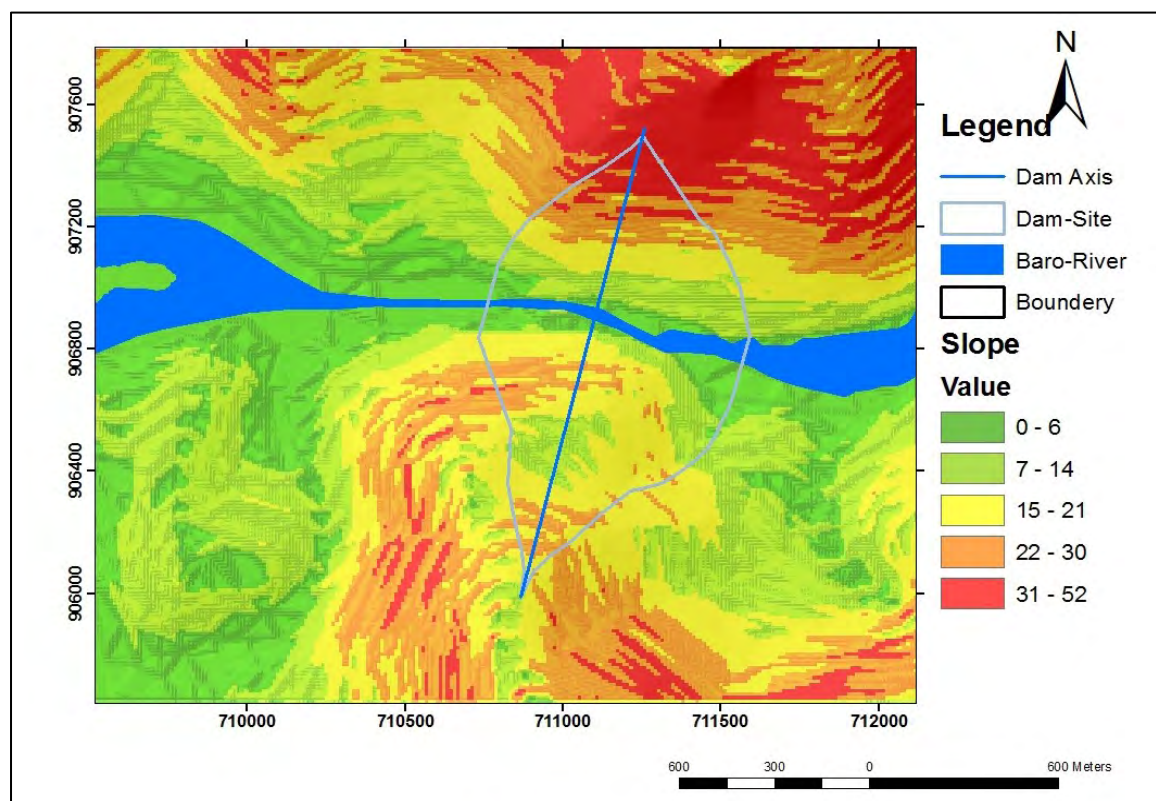 N
907600
907200
906800
906400
906000
710000 710500 711000 711500 712000
Legend
Dam Axis
Dam-Site
Baro-River
Boundery
Slope
Value
0 - 6
7 - 14
15 - 21
22 - 30
31 - 52
600 300 0 600 Meters